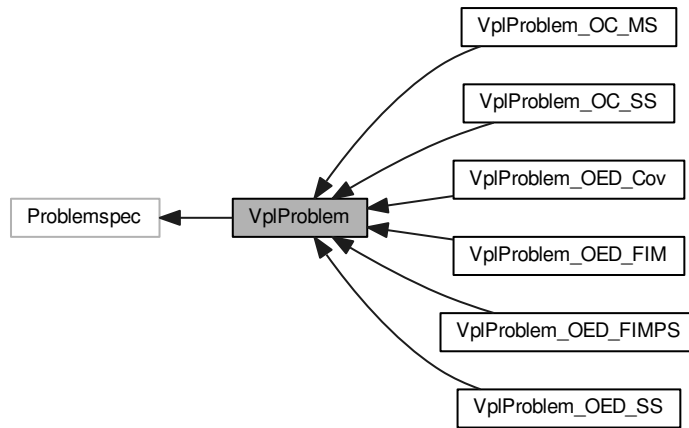 VplProblem_OC_MS
VplProblem_OC_SS
VplProblem_OED_Cov
Problemspec
VplProblem
VplProblem_OED_FIM
VplProblem_OED_FIMPS
VplProblem_OED_SS